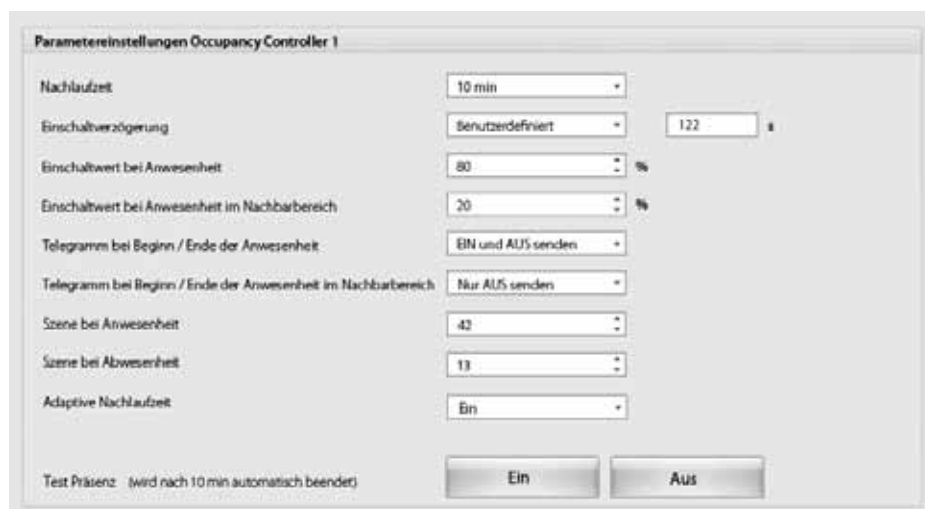 Parametereinstellungen Occupancy Controller 1
Nachlaufzeit 10 min
Einschaltverzögerung Benutzerdefiniert 122 s
Einschaltwert bei Anwesenheit 80 %
Einschaltwert bei Anwesenheit im Nachbarbereich 20 %
Telegramm bei Beginn / Ende der Anwesenheit EIN und AUS senden
Telegramm bei Beginn / Ende der Anwesenheit im Nachbarbereich Nur AUS senden
Szene bei Anwesenheit 42
Szene bei Abwesenheit 13
Adaptive Nachlaufzeit Ein
Test Präsenz (wird nach 10 min automatisch beendet) Ein Aus